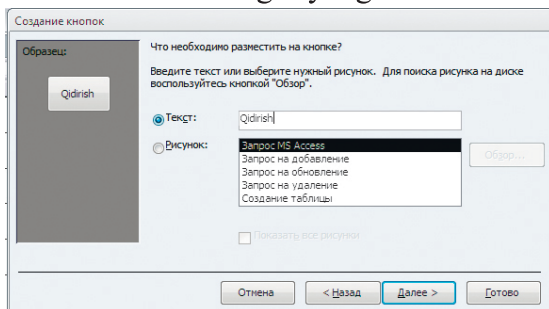 Создание кнопок
Образец:
Qidirish
Что необходимо разместить на кнопке?
Введите текст или выберите нужный рисунок. Для поиска рисунка на диске
воспользуйтесь кнопкой "Обзор".
Текст:
Qidirish
Рисунок:
Запрос MS Access
Запрос на добавление
Запрос на обновление
Запрос на удаление
Создание таблицы
Обзор...
Показать все рисунки
Отмена
< Назад
Далее >
Готово